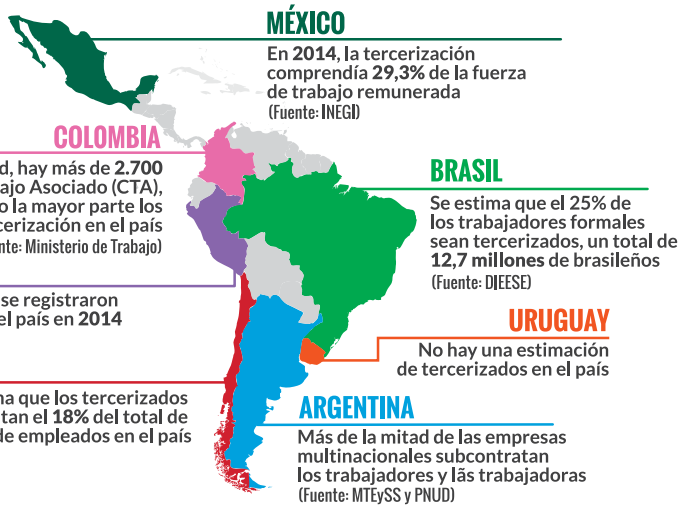 MÉXICO
En 2014, la tercerización
comprendía 29,3% de la fuerza
de trabajo remunerada
(Fuente: INEGI)
COLOMBIA
hay más de 2.700
Asociado (CTA),
la mayor parte los
en el país
Ministerio de Trabajo)
BRASIL
Se estima que el 25% de
los trabajadores formales
sean tercerizados, un total de
12,7 millones de brasileños
(Fuente: DIEESE)
se registraron
el país en 2014
URUGUAY
No hay una estimación
de tercerizados en el país
que los tercerizados
el 18% del total de
de empleados en el país
ARGENTINA
Más de la mitad de las empresas
multinacionales subcontratan
los trabajadores y lãs trabajadoras
(Fuente: MTEySS y PNUD)